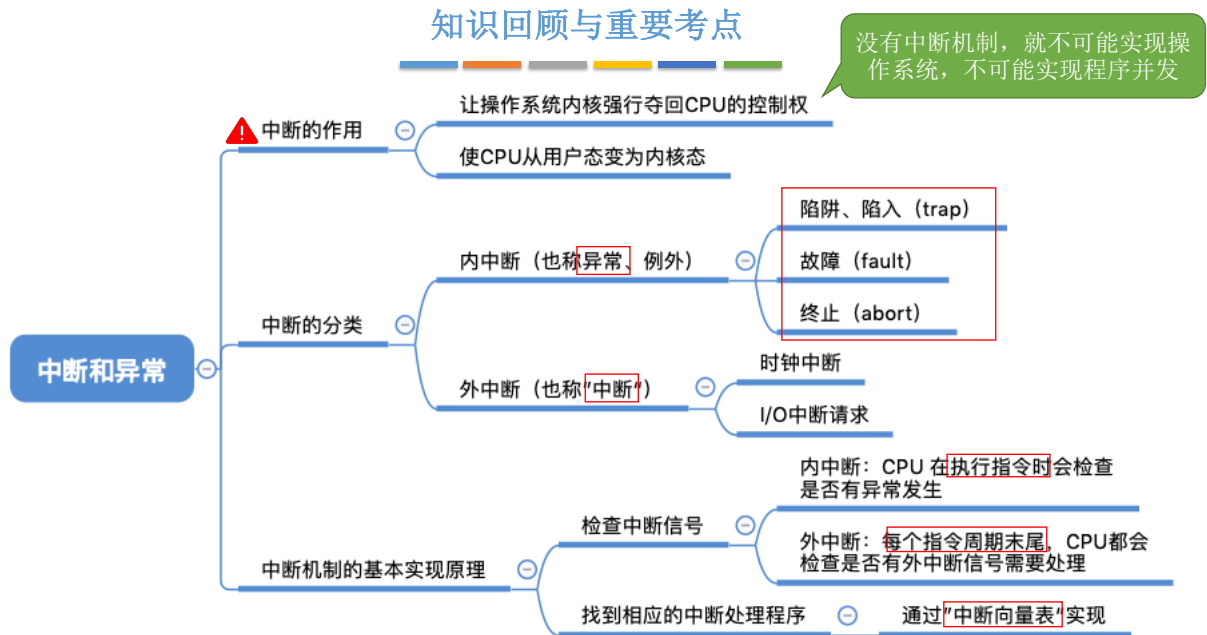 知识回顾与重要考点
没有中断机制，就不可能实现操
作系统，不可能实现程序并发
中断和异常
中断的作用
让操作系统内核强行夺回CPU的控制权
使CPU从用户态变为内核态
中断的分类
内中断（也称异常、例外）
陷阱、陷入（trap）
故障（fault）
终止（abort）
外中断（也称"中断"）
时钟中断
I/O中断请求
中断机制的基本实现原理
检查中断信号
内中断：CPU 在执行指令时会检查
是否有异常发生
外中断：每个指令周期末尾，CPU都会
检查是否有外中断信号需要处理
找到相应的中断处理程序
通过"中断向量表"实现